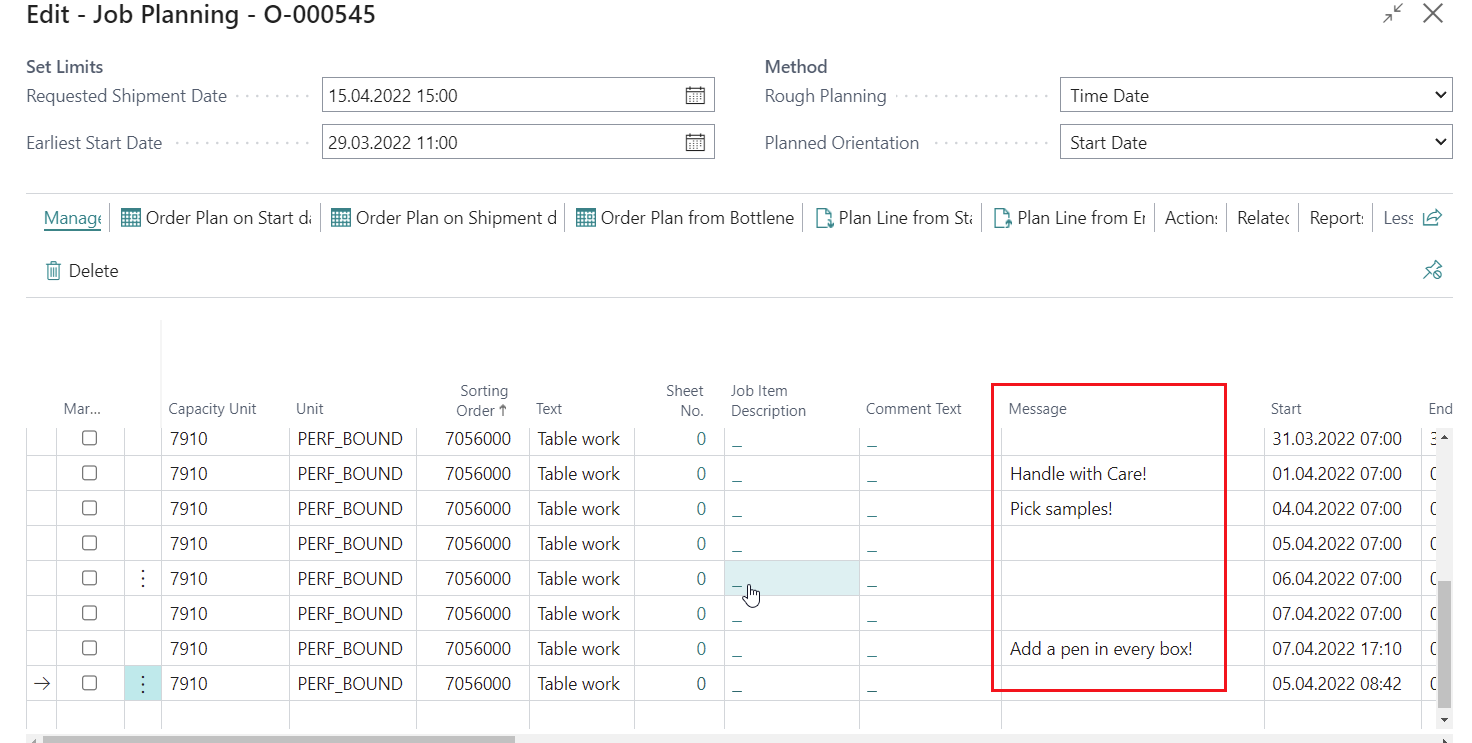 Edit - Job Planning - O-000545
Set Limits
Method
Requested Shipment Date 15.04.2022 15:00
Rough Planning Time Date
Earliest Start Date 29.03.2022 11:00
Planned Orientation Start Date
Manage Order Plan on Start da Order Plan on Shipment d Order Plan from Bottlene Plan Line from Sta Plan Line from Er Actions Related Reports Less
Delete
Mar... Capacity Unit Unit Sorting Order ↑ Text Sheet No. Job Item Description Comment Text Message Start End
7910 PERF_BOUND 7056000 Table work 0 _ _ 31.03.2022 07:00 3
7910 PERF_BOUND 7056000 Table work 0 _ _ Handle with Care! 01.04.2022 07:00 0
7910 PERF_BOUND 7056000 Table work 0 _ _ Pick samples! 04.04.2022 07:00 0
7910 PERF_BOUND 7056000 Table work 0 _ _ 05.04.2022 07:00 0
7910 PERF_BOUND 7056000 Table work 0 _ _ 06.04.2022 07:00 0
7910 PERF_BOUND 7056000 Table work 0 _ _ 07.04.2022 07:00 0
7910 PERF_BOUND 7056000 Table work 0 _ _ Add a pen in every box! 07.04.2022 17:10 0
7910 PERF_BOUND 7056000 Table work 0 _ _ 05.04.2022 08:42 0